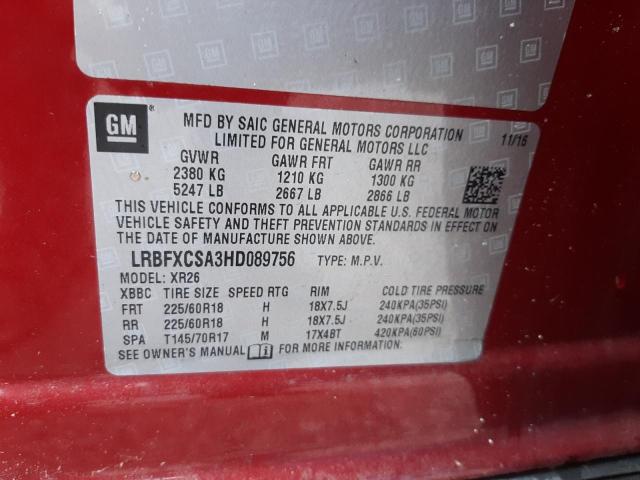 GM
MFD BY SAIC GENERAL MOTORS CORPORATION
LIMITED FOR GENERAL MOTORS LLC
11/16
GVWR GAWR FRT GAWR RR
2380 KG 1210 KG 1300 KG
5247 LB 2667 LB 2866 LB
THIS VEHICLE CONFORMS TO ALL APPLICABLE U.S. FEDERAL MOTOR
VEHICLE SAFETY AND THEFT PREVENTION STANDARDS IN EFFECT ON
THE DATE OF MANUFACTURE SHOWN ABOVE.
LRBFXCSA3HD089756 TYPE: M.P.V.
MODEL: XR26
XBBC TIRE SIZE SPEED RTG RIM COLD TIRE PRESSURE
FRT 225/60R18 H 18X7.5J 240KPA(35PSI)
RR 225/60R18 H 18X7.5J 240KPA(35PSI)
SPA T145/70R17 M 17X4BT 420KPA(60PSI)
SEE OWNER'S MANUAL FOR MORE INFORMATION.